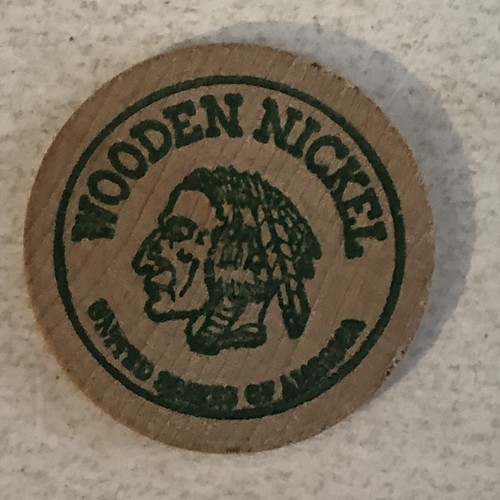 WOODEN NICKEL
UNITED STATES OF AMERICA